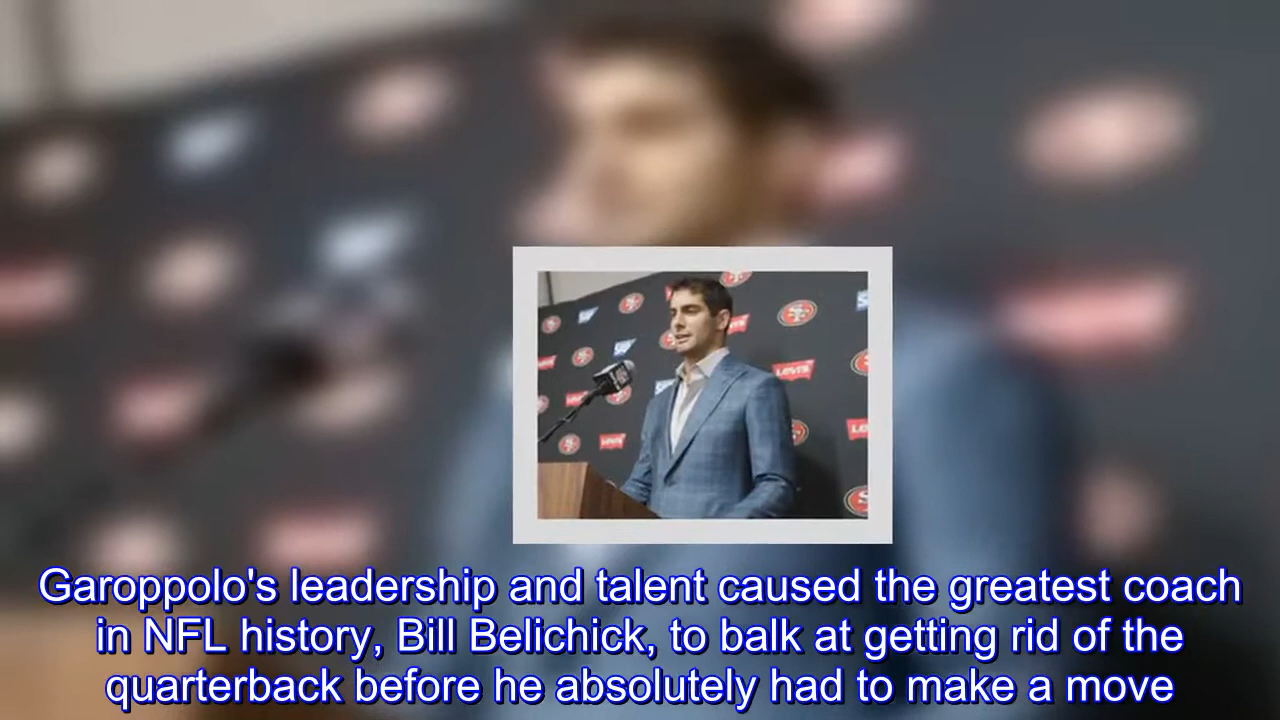 LEVI'S
Garoppolo's leadership and talent caused the greatest coach
in NFL history, Bill Belichick, to balk at getting rid of the
quarterback before he absolutely had to make a move